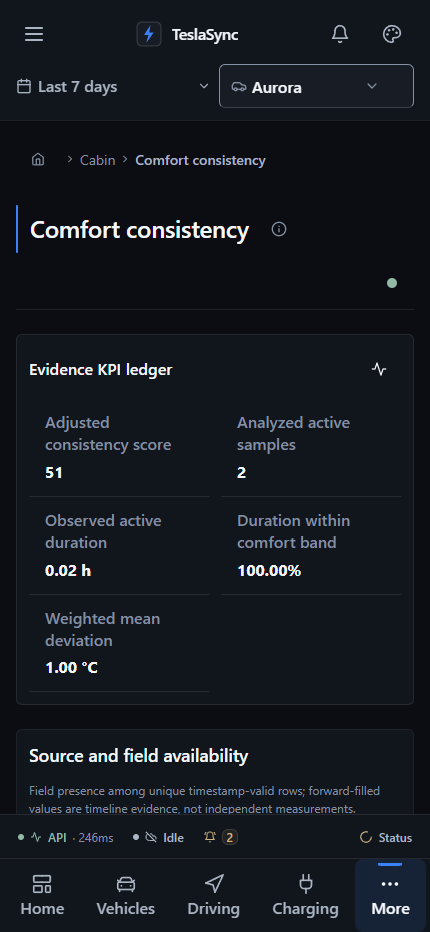 TeslaSync
Last 7 days
Aurora
Cabin
Comfort consistency
Comfort consistency
Evidence KPI ledger
Adjusted
consistency score
51
Analyzed active
samples
2
Observed active
duration
0.02 h
Duration within
comfort band
100.00%
Weighted mean
deviation
1.00 °C
Source and field availability
Field presence among unique timestamp-valid rows; forward-filled
values are timeline evidence, not independent measurements.
API · 246ms
Idle
2
Status
Home
Vehicles
Driving
Charging
More